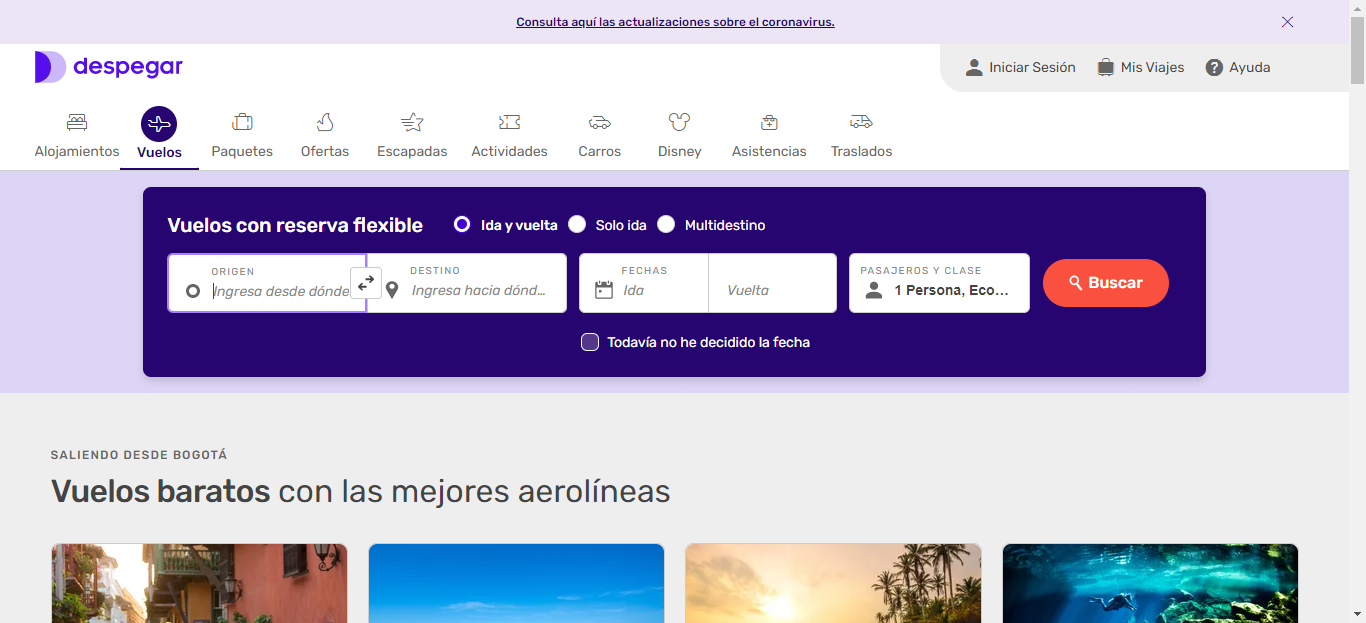 Consulta aquí las actualizaciones sobre el coronavirus.
despegar
Iniciar Sesión
Mis Viajes
? Ayuda
Alojamientos
Vuelos
Paquetes
Ofertas
Escapadas
Actividades
Carros
Disney
Asistencias
Traslados
Vuelos con reserva flexible
Ida y vuelta
Solo ida
Multidestino
ORIGEN
Ingresa desde dónde
DESTINO
Ingresa hacia dónd...
FECHAS
Ida
Vuelta
PASAJEROS Y CLASE
1 Persona, Eco...
Buscar
Todavía no he decidido la fecha
SALIENDO DESDE BOGOTÁ
Vuelos baratos con las mejores aerolíneas